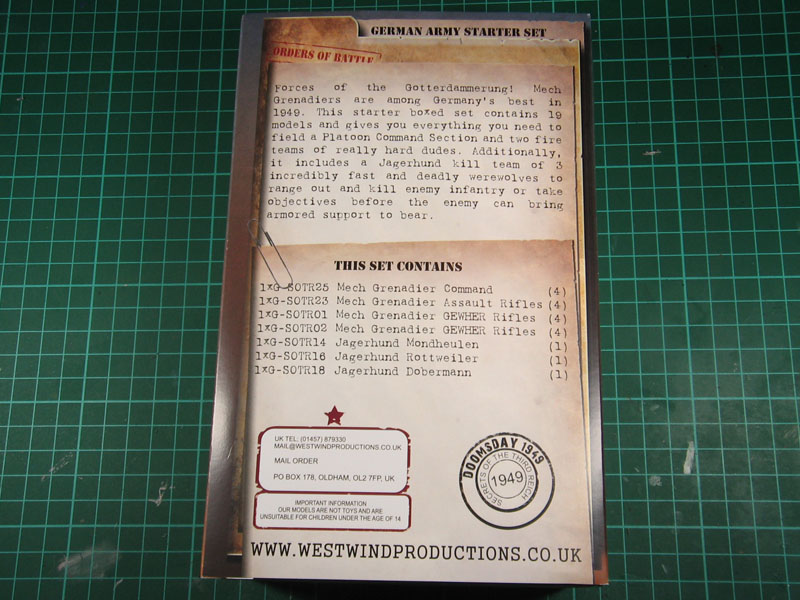 GERMAN ARMY STARTER SET
ORDERS OF BATTLE
Forces of the Gotterdammerung! Mech
Grenadiers are among Germany's best in
1949. This starter boxed set contains 19
models and gives you everything you need to
field a Platoon Command Section and two fire
teams of really hard dudes. Additionally,
it includes a Jagerhund kill team of 3
incredibly fast and deadly werewolves to
range out and kill enemy infantry or take
objectives before the enemy can bring
armored support to bear.
THIS SET CONTAINS
1xG-SOTR25 Mech Grenadier Command (4)
1xG-SOTR23 Mech Grenadier Assault Rifles (4)
1xG-SOTR01 Mech Grenadier GEWHER Rifles (4)
1xG-SOTR02 Mech Grenadier GEWHER Rifles (4)
1xG-SOTR14 Jagerhund Mondheulen (1)
1xG-SOTR16 Jagerhund Rottweiler (1)
1xG-SOTR18 Jagerhund Dobermann (1)
UK TEL: (01457) 879330
MAIL@WESTWINDPRODUCTIONS.CO.UK
MAIL ORDER
PO BOX 178, OLDHAM, OL2 7FP, UK
IMPORTANT INFORMATION
OUR MODELS ARE NOT TOYS AND ARE
UNSUITABLE FOR CHILDREN UNDER THE AGE OF 14
DOOMSDAY 1949
SECRETS OF THE THIRD REICH
1949
WWW.WESTWINDPRODUCTIONS.CO.UK